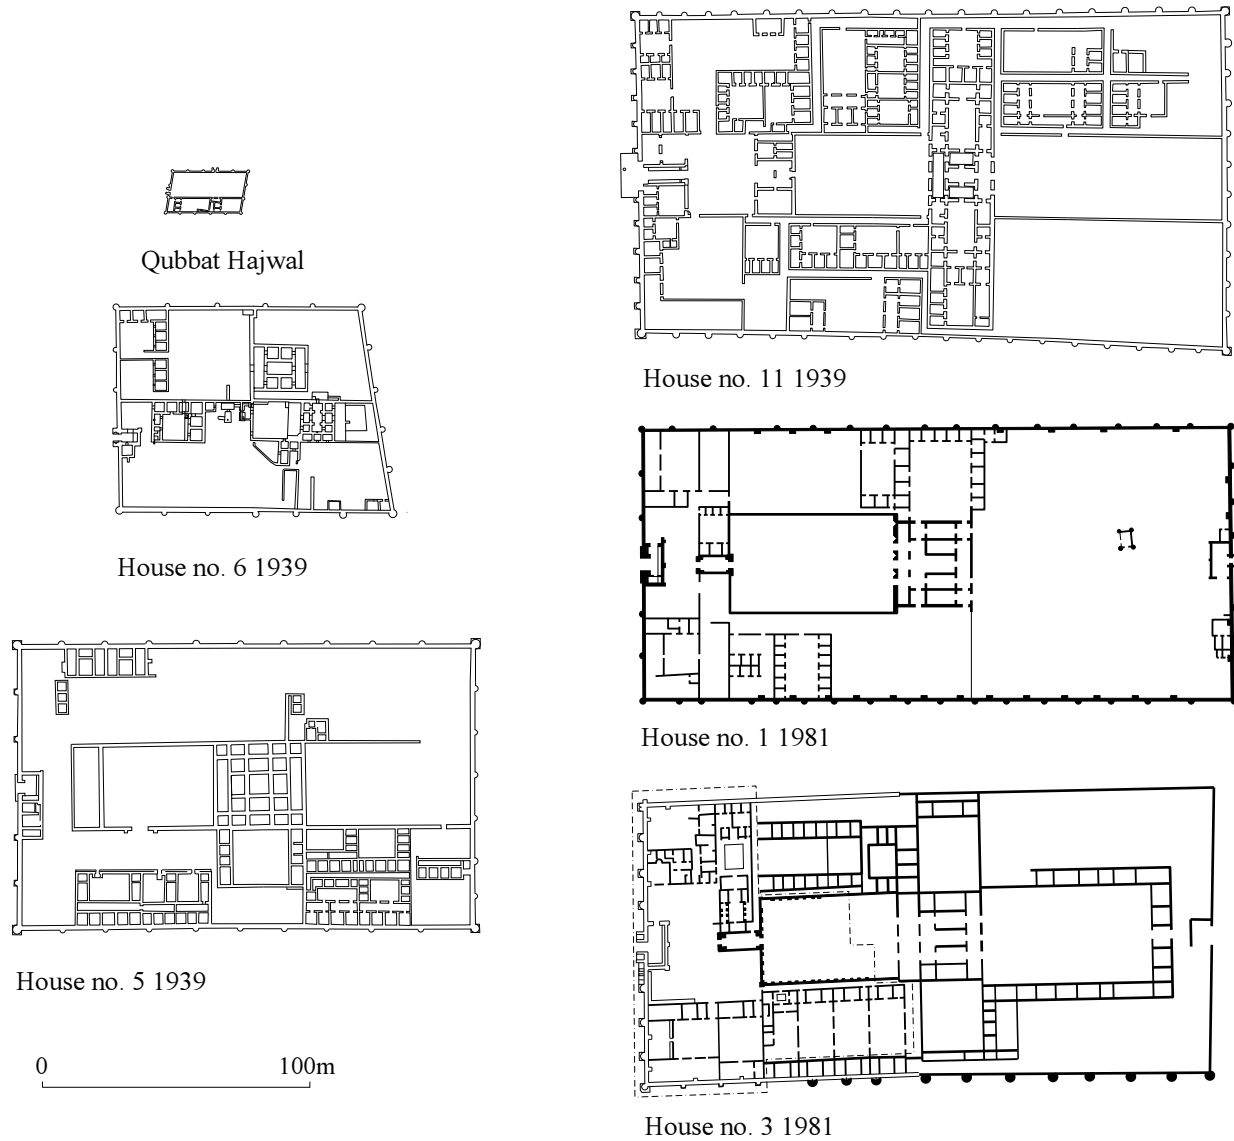 Qubbat Hajwal
House no. 6 1939
House no. 5 1939
0 100m
House no. 11 1939
House no. 1 1981
House no. 3 1981